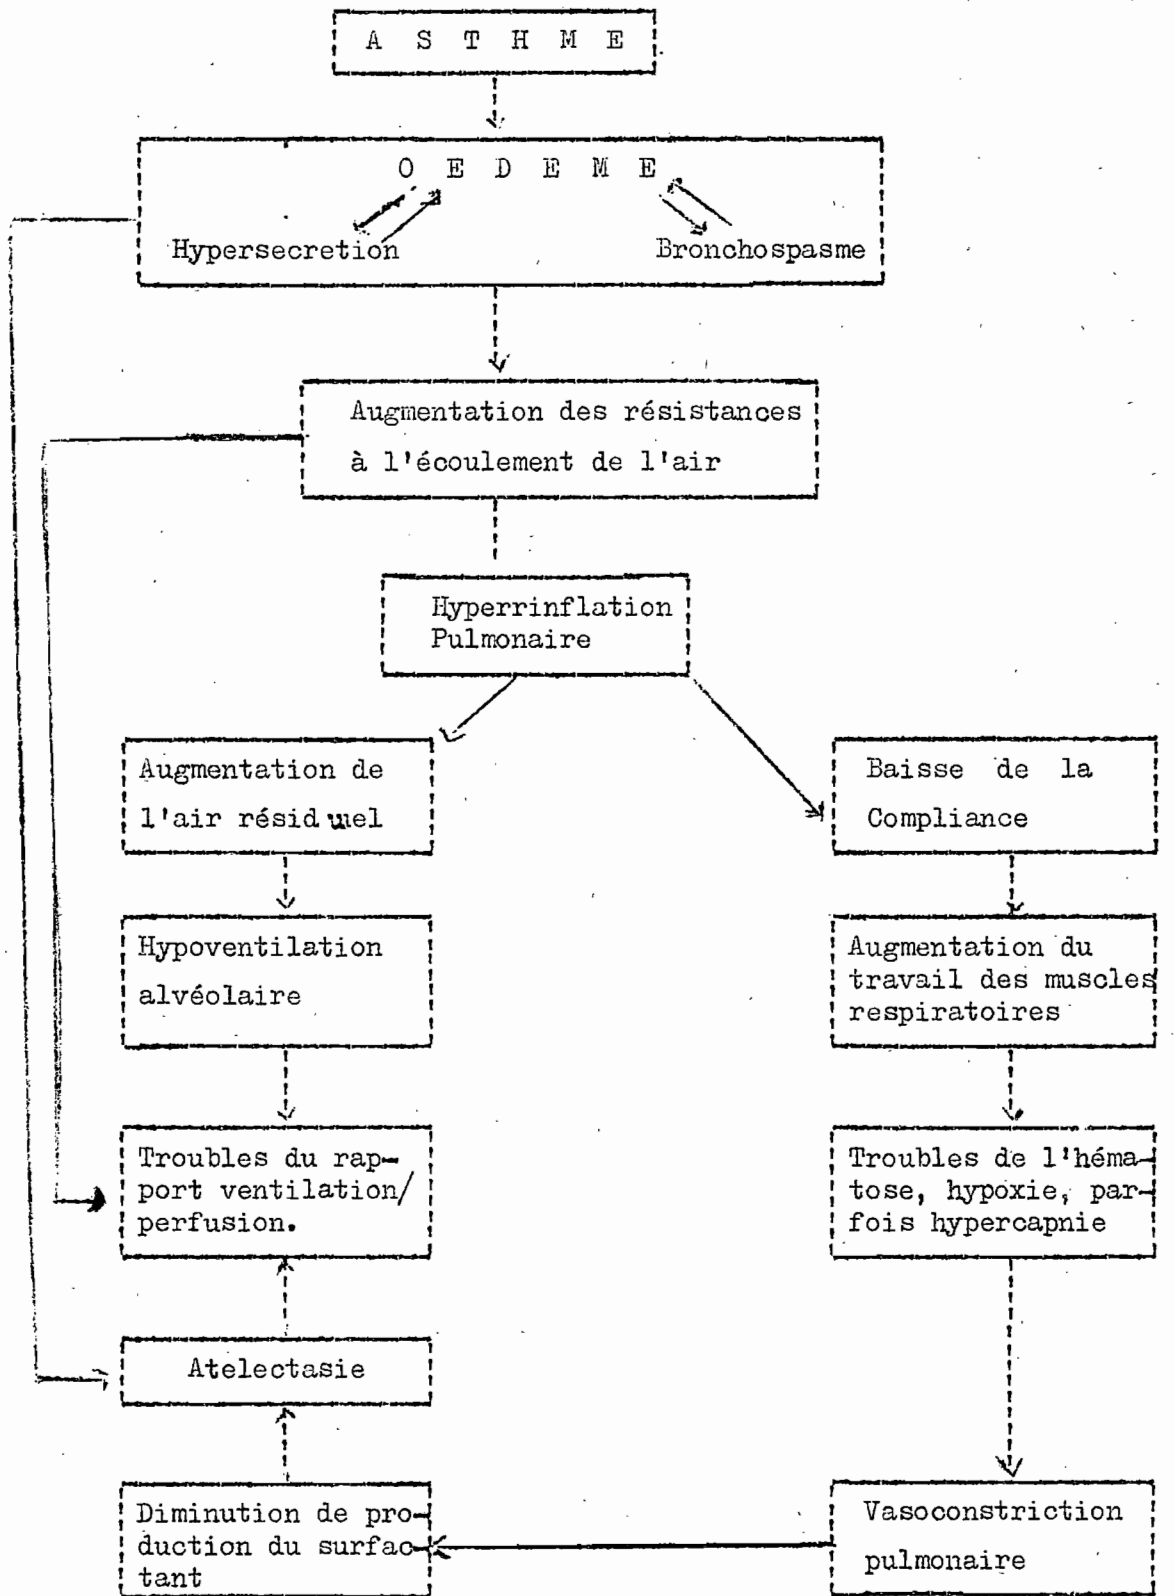 A S T H M E
O E D E M E
Hypersecretion
Bronchospasme
Augmentation des résistances
à l'écoulement de l'air
Hyperrinflation
Pulmonaire
Augmentation de
l'air résiduel
Baisse de la
Compliance
Hypoventilation
alvéolaire
Augmentation du
travail des muscles
respiratoires
Troubles du rap-
port ventilation/
perfusion.
Troubles de l'héma-
tose, hypoxie, par-
fois hypercapnie
Atelectasie
Diminution de pro-
duction du surfac-
tant
Vasoconstriction
pulmonaire